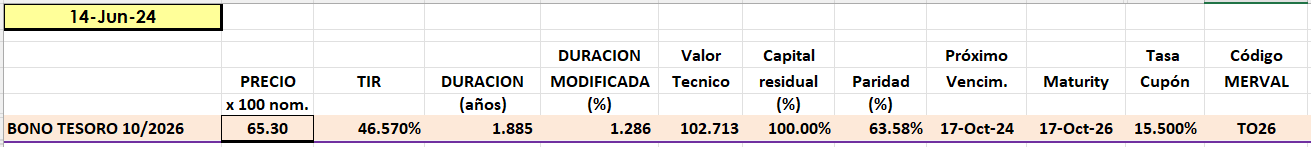 14-Jun-24
DURACION Valor Capital Próximo Tasa Código
PRECIO TIR DURACION MODIFICADA Tecnico residual Paridad Vencim. Maturity Cupón MERVAL
x 100 nom. (años) (%) (%) (%)
BONO TESORO 10/2026 65.30 46.570% 1.885 1.286 102.713 100.00% 63.58% 17-Oct-24 17-Oct-26 15.500% TO26